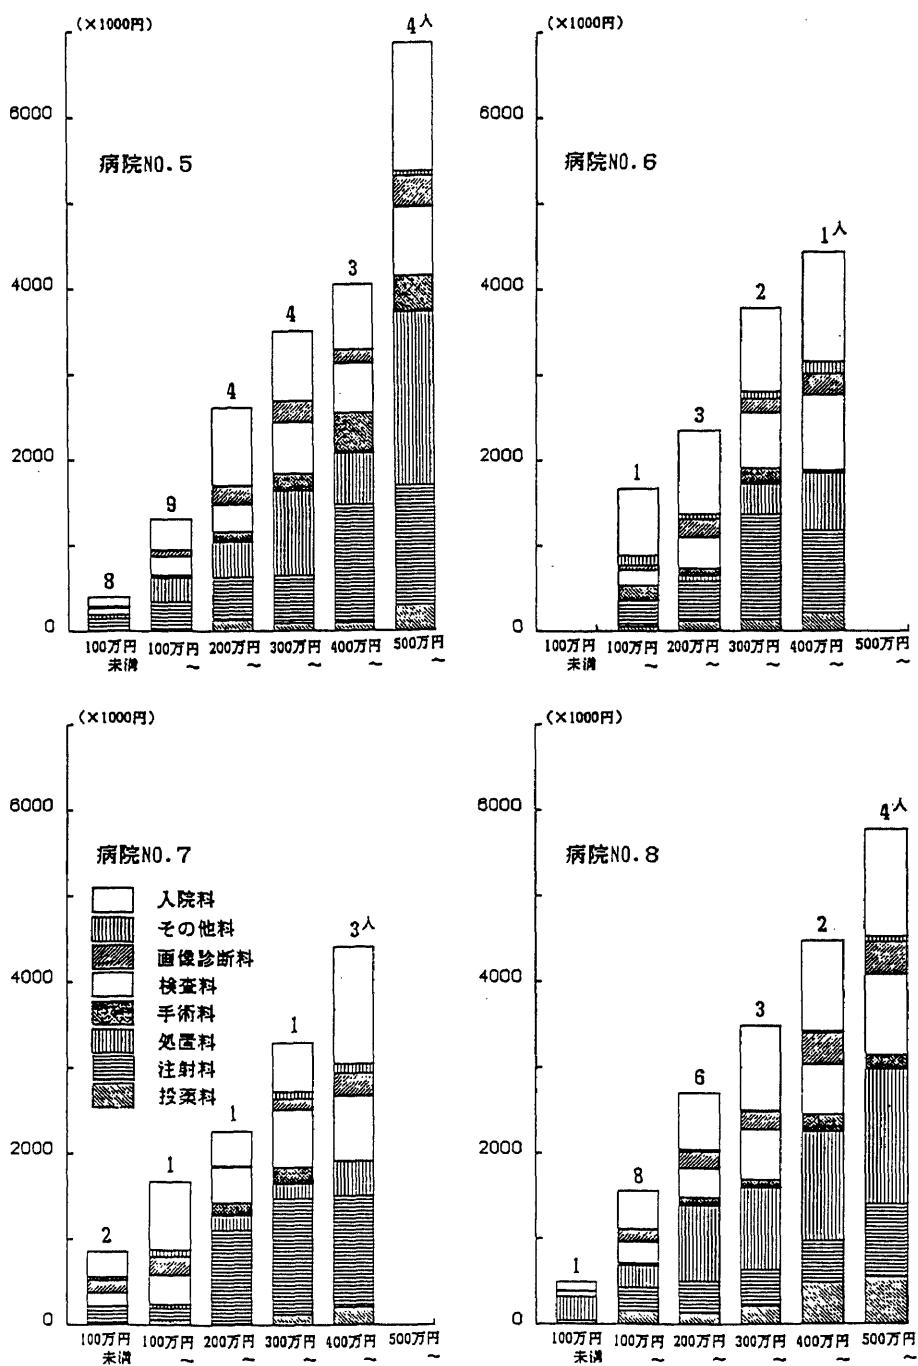 (×1000円)
4人
6000
病院NO.5
3
4
4000
4
9
2000
8
0
100万円 100万円 200万円 300万円 400万円 500万円
未満 ～ ～ ～ ～ ～
(×1000円)
病院NO.6
1人
2
3
1
6000
4000
2000
0
100万円 100万円 200万円 300万円 400万円 500万円
未満 ～ ～ ～ ～ ～
(×1000円)
6000
病院NO.7
入院料
その他料
画像診断料
検査料
手術料
処置料
注射料
投薬料
3人
4000
1
1
2000
1
2
0
100万円 100万円 200万円 300万円 400万円 500万円
未満 ～ ～ ～ ～ ～
(×1000円)
6000
4人
病院NO.8
2
4000
3
6
2000
8
1
0
100万円 100万円 200万円 300万円 400万円 500万円
未満 ～ ～ ～ ～ ～